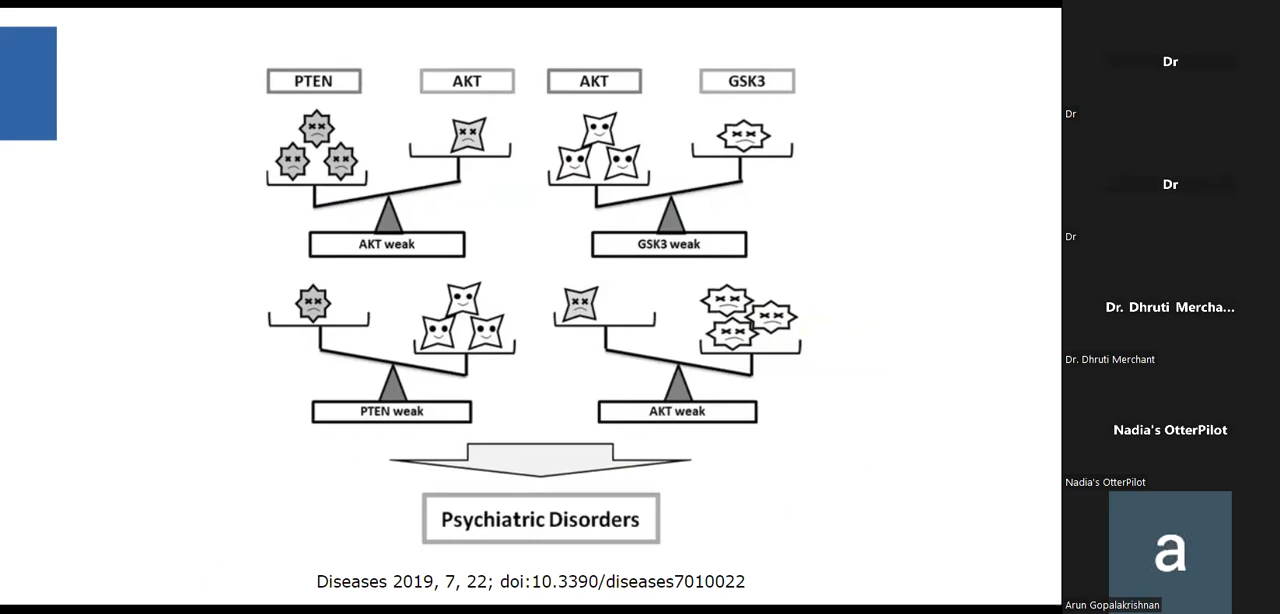 PTEN AKT AKT GSK3
AKT weak GSK3 weak
PTEN weak AKT weak
Psychiatric Disorders
Diseases 2019, 7, 22; doi:10.3390/diseases7010022
Dr
Dr
Dr
Dr
Dr. Dhruti Mercha...
Dr. Dhruti Merchant
Nadia's OtterPilot
Nadia's OtterPilot
a
Arun Gopalakrishnan